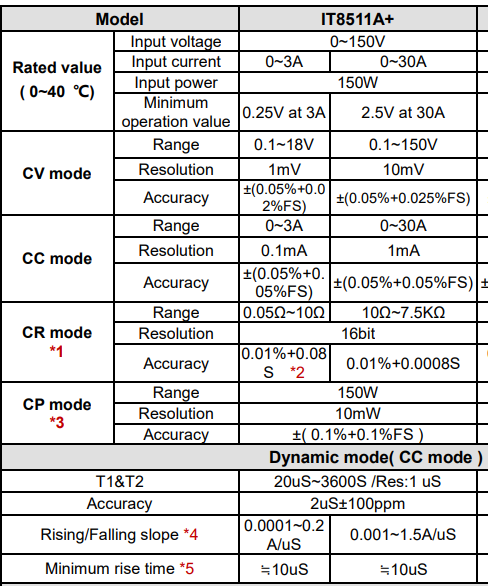 Model IT8511A+
Rated value
( 0~40 ℃)
Input voltage 0~150V
Input current 0~3A 0~30A
Input power 150W
Minimum
operation value 0.25V at 3A 2.5V at 30A
CV mode
Range 0.1~18V 0.1~150V
Resolution 1mV 10mV
Accuracy ±(0.05%+0.0
2%FS) ±(0.05%+0.025%FS)
CC mode
Range 0~3A 0~30A
Resolution 0.1mA 1mA
Accuracy ±(0.05%+0.
05%FS) ±(0.05%+0.05%FS) ±
CR mode
*1
Range 0.05Ω~10Ω 10Ω~7.5KΩ
Resolution 16bit
Accuracy 0.01%+0.08
S *2 0.01%+0.0008S
CP mode
*3
Range 150W
Resolution 10mW
Accuracy ±( 0.1%+0.1%FS )
Dynamic mode( CC mode )
T1&T2 20uS~3600S /Res:1 uS
Accuracy 2uS±100ppm
Rising/Falling slope *4 0.0001~0.2
A/uS 0.001~1.5A/uS
Minimum rise time *5 ≒10uS ≒10uS